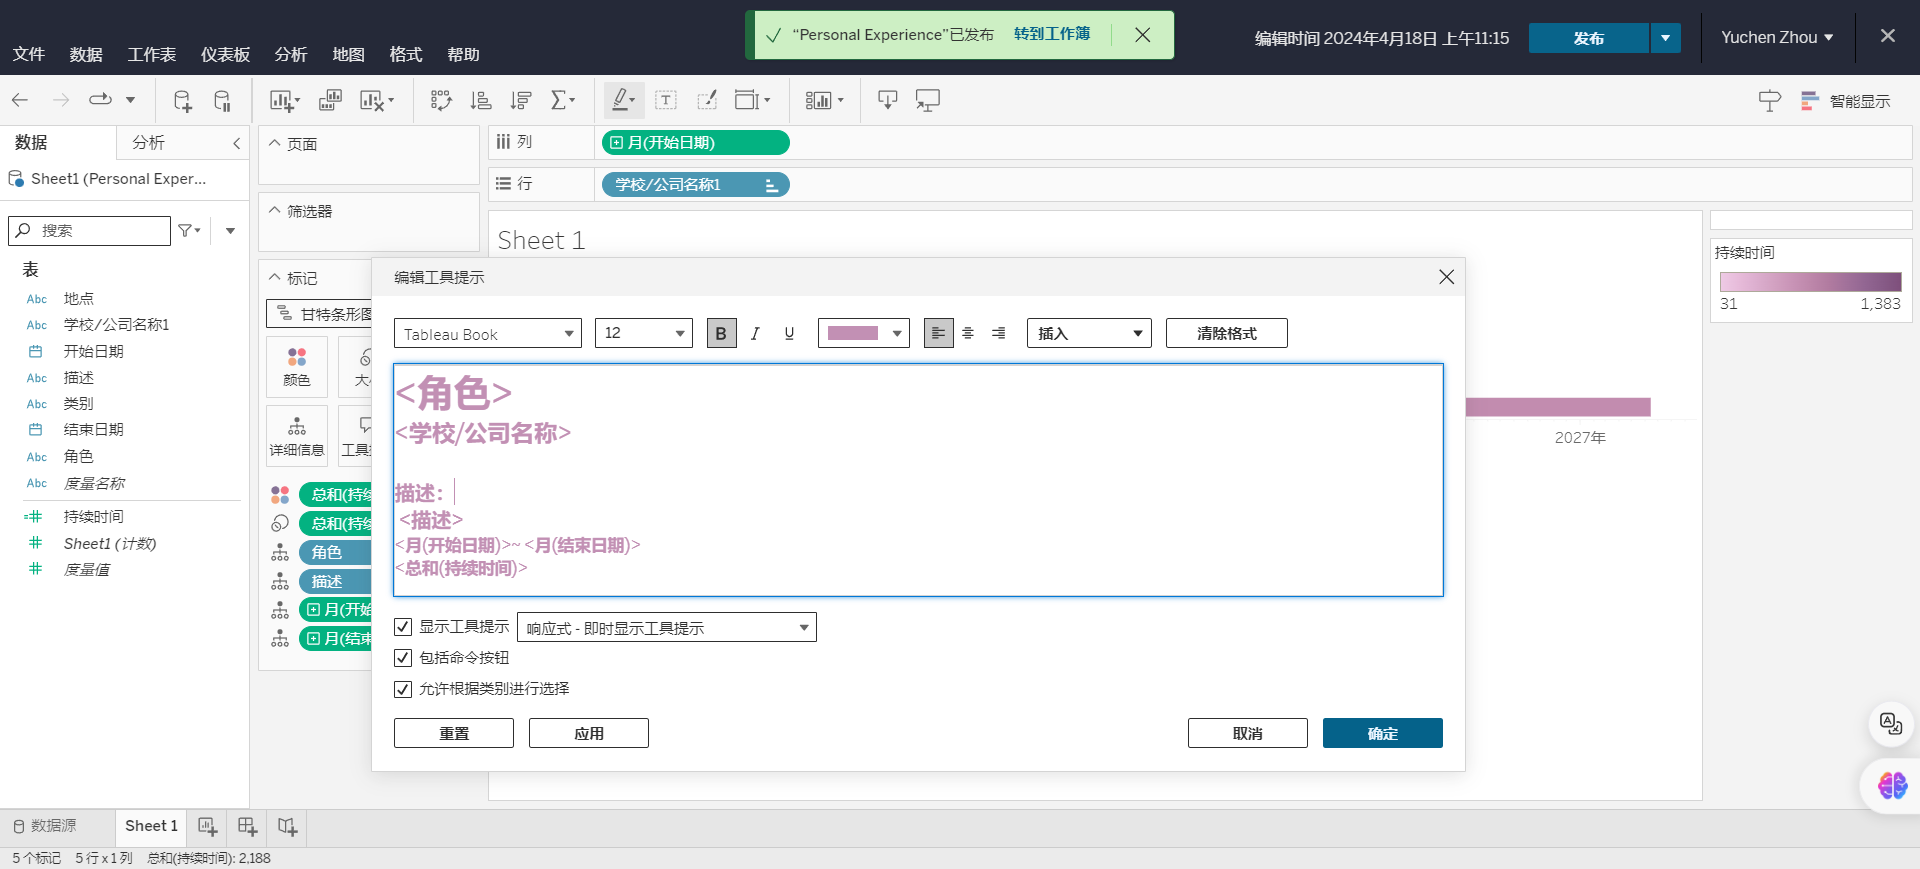 “Personal Experience”已发布 转到工作簿
文件 数据 工作表 仪表板 分析 地图 格式 帮助
编辑时间 2024年4月18日 上午11:15 发布 Yuchen Zhou
智能显示
数据 分析
Sheet1 (Personal Exper...
搜索
表
Abc 地点
Abc 学校/公司名称1
开始日期
Abc 描述
Abc 类别
结束日期
Abc 角色
Abc 度量名称
持续时间
Sheet1 (计数)
度量值
页面
筛选器
标记
甘特条形图
颜色
详细信息
总和(持续
总和(持续
角色
描述
月(开始
月(结束
列 月(开始日期)
行 学校/公司名称1
Sheet 1
编辑工具提示
Tableau Book 12 B I U 插入 清除格式
<角色>
<学校/公司名称>
描述：
<描述>
<月(开始日期)>~ <月(结束日期)>
<总和(持续时间)>
显示工具提示 响应式 - 即时显示工具提示
包括命令按钮
允许根据类别进行选择
重置 应用 取消 确定
2027年
持续时间
31 1,383
数据源 Sheet 1
5 个标记 5 行 x 1 列 总和(持续时间): 2,188